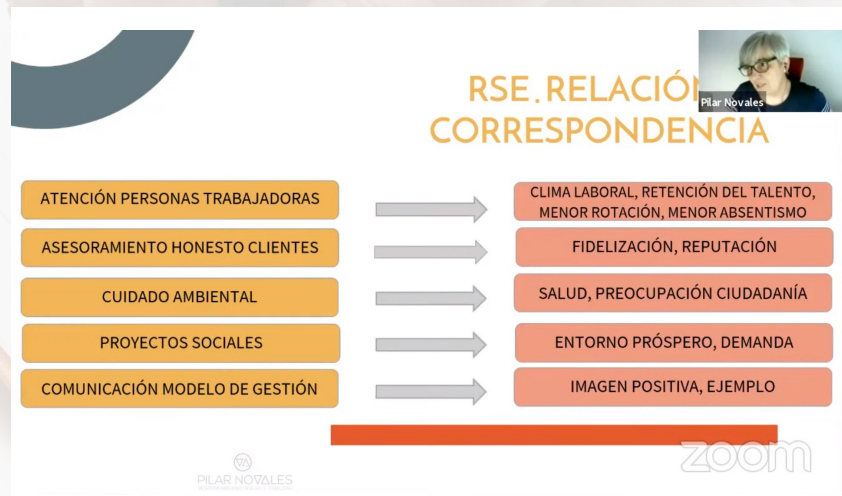 RSE. RELACIÓN
CORRESPONDENCIA
Pilar Novales
ATENCIÓN PERSONAS TRABAJADORAS
CLIMA LABORAL, RETENCIÓN DEL TALENTO,
MENOR ROTACIÓN, MENOR ABSENTISMO
ASESORAMIENTO HONESTO CLIENTES
FIDELIZACIÓN, REPUTACIÓN
CUIDADO AMBIENTAL
SALUD, PREOCUPACIÓN CIUDADANÍA
PROYECTOS SOCIALES
ENTORNO PRÓSPERO, DEMANDA
COMUNICACIÓN MODELO DE GESTIÓN
IMAGEN POSITIVA, EJEMPLO
PILAR NOVALES
zoom